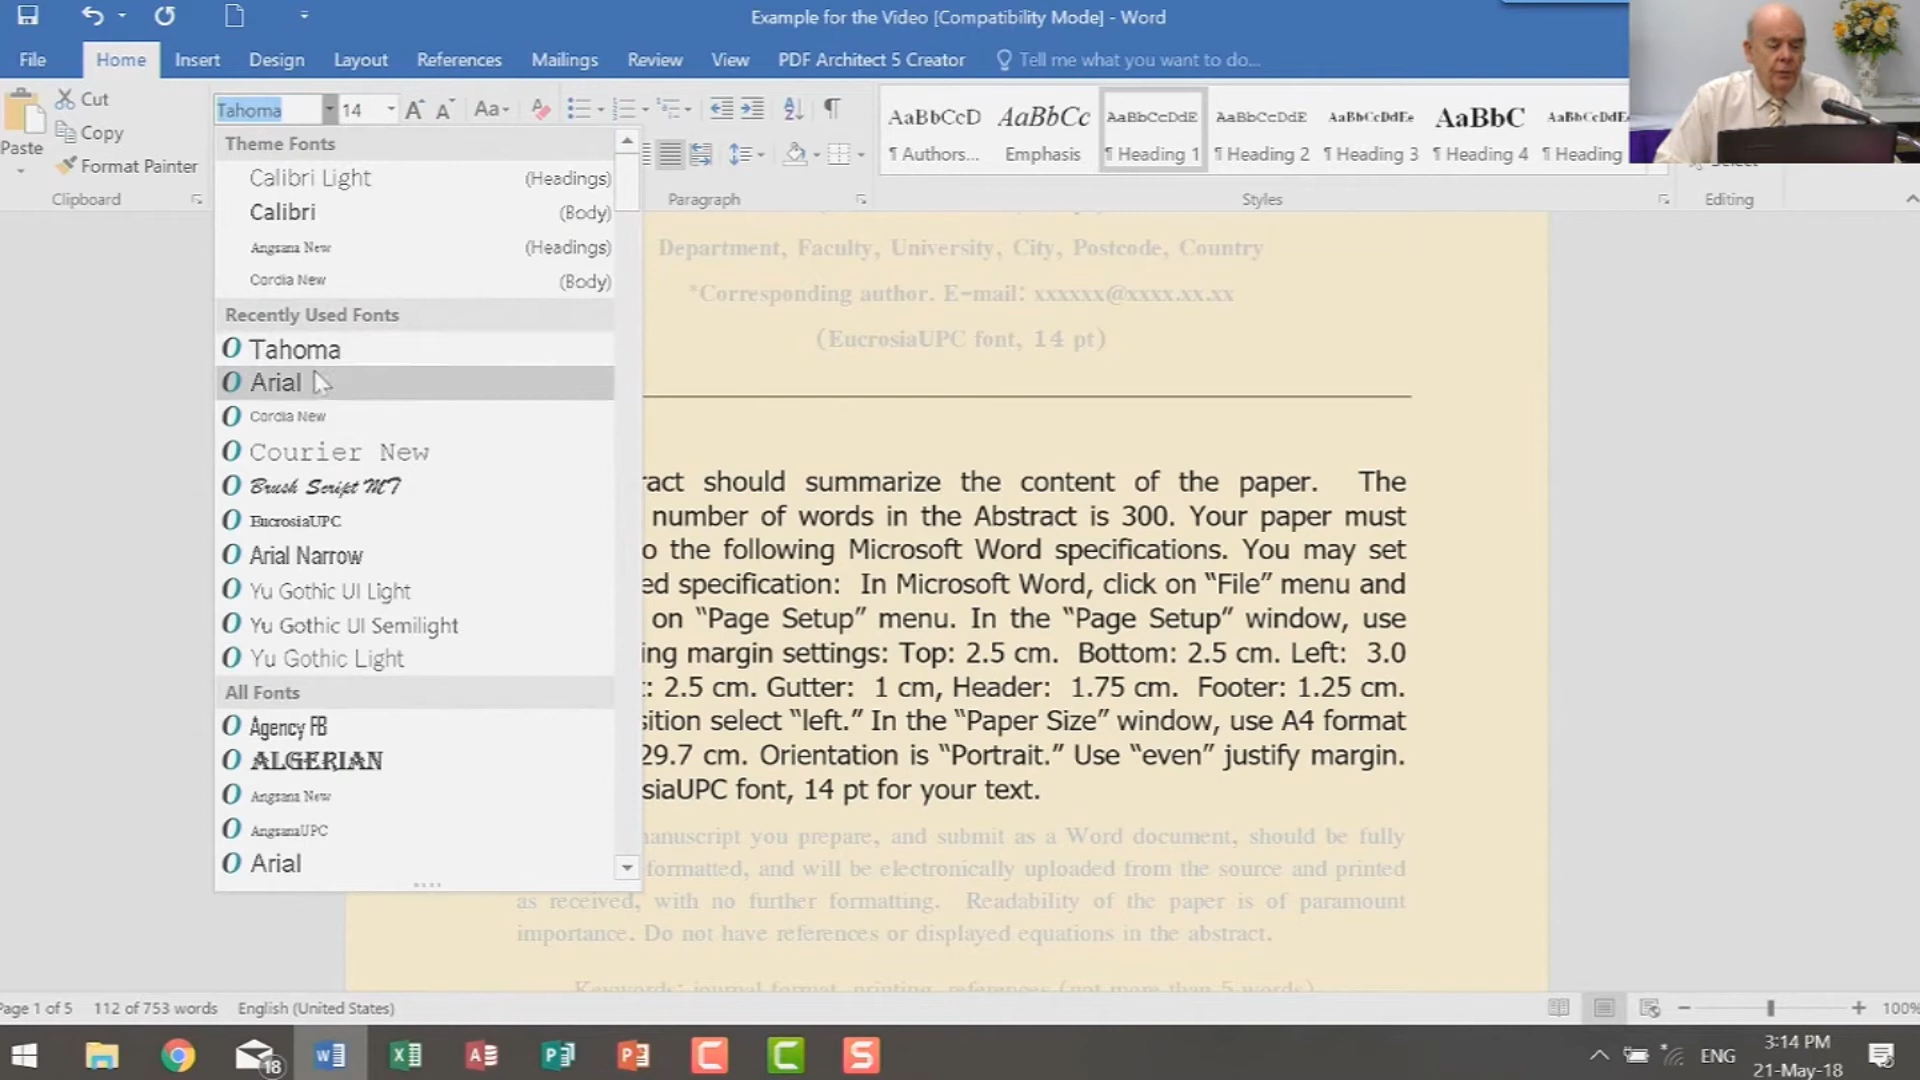 Example for the Video [Compatibility Mode] - Word
File Home Insert Design Layout References Mailings Review View PDF Architect 5 Creator Tell me what you want to do...
Paste
Cut
Copy
Format Painter
Clipboard
Tahoma 14 Aa
Paragraph
AaBbCcD AaBbCc AaBbCcDdE AaBbCcDdE AaBbCcDdEe AaBbC AaBbCcDdEe
¶ Authors... Emphasis ¶ Heading 1 ¶ Heading 2 ¶ Heading 3 ¶ Heading 4 ¶ Heading
Styles
Editing
Theme Fonts
Calibri Light (Headings)
Calibri (Body)
Angsana New (Headings)
Cordia New (Body)
Recently Used Fonts
Tahoma
Arial
Cordia New
Courier New
Brush Script MT
EucrosiaUPC
Arial Narrow
Yu Gothic UI Light
Yu Gothic UI Semilight
Yu Gothic Light
All Fonts
Agency FB
ALGERIAN
Angsana New
AngsanaUPC
Arial
Department, Faculty, University, City, Postcode, Country
*Corresponding author. E-mail: xxxxxx@xxxx.xx.xx
(EucrosiaUPC font, 14 pt)
ract should summarize the content of the paper. The
number of words in the Abstract is 300. Your paper must
o the following Microsoft Word specifications. You may set
ed specification: In Microsoft Word, click on “File” menu and
on “Page Setup” menu. In the “Page Setup” window, use
ing margin settings: Top: 2.5 cm. Bottom: 2.5 cm. Left: 3.0
: 2.5 cm. Gutter: 1 cm, Header: 1.75 cm. Footer: 1.25 cm.
sition select “left.” In the “Paper Size” window, use A4 format
29.7 cm. Orientation is “Portrait.” Use “even” justify margin.
siaUPC font, 14 pt for your text.
anuscript you prepare, and submit as a Word document, should be fully
formatted, and will be electronically uploaded from the source and printed
as received, with no further formatting. Readability of the paper is of paramount
importance. Do not have references or displayed equations in the abstract.
Keywords: journal format, printing, references (not more than 5 words)
Page 1 of 5 112 of 753 words English (United States) 100%
18
ENG
3:14 PM
21-May-18